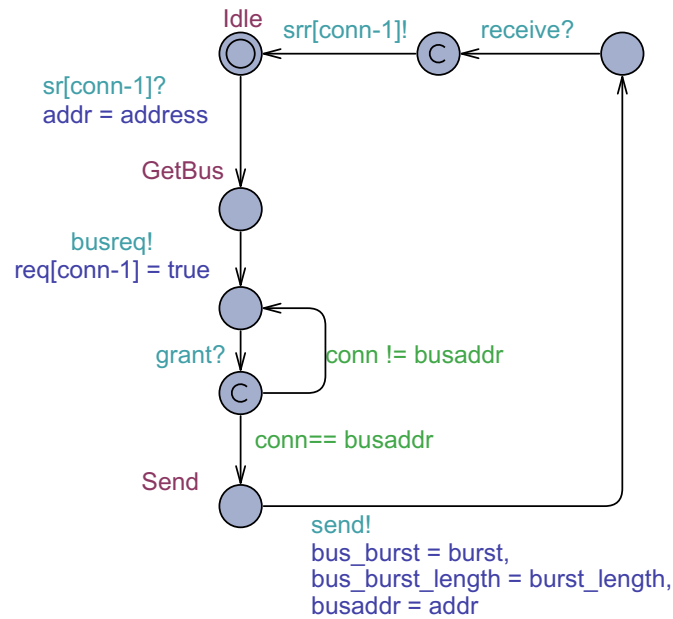 Idle
srr[conn-1]!
receive?
C
sr[conn-1]?
addr = address
GetBus
busreq!
req[conn-1] = true
grant?
conn != busaddr
C
conn== busaddr
Send
send!
bus_burst = burst,
bus_burst_length = burst_length,
busaddr = addr